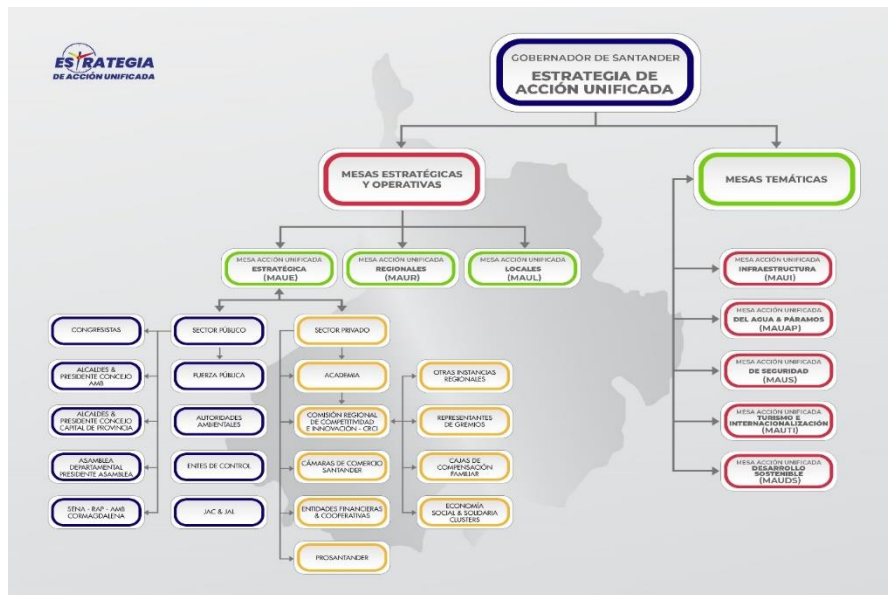 ESTRATEGIA
DE ACCIÓN UNIFICADA
GOBERNADOR DE SANTANDER
ESTRATEGIA DE
ACCIÓN UNIFICADA
MESAS ESTRATÉGICAS
Y OPERATIVAS
MESAS TEMÁTICAS
MESA ACCIÓN UNIFICADA
ESTRATÉGICA
(MAUE)
MESA ACCIÓN UNIFICADA
REGIONALES
(MAUR)
MESA ACCIÓN UNIFICADA
LOCALES
(MAUL)
MESA ACCIÓN UNIFICADA
INFRAESTRUCTURA
(MAUI)
MESA ACCIÓN UNIFICADA
DEL AGUA & PÁRAMOS
(MAUAP)
MESA ACCIÓN UNIFICADA
DE SEGURIDAD
(MAUS)
MESA ACCIÓN UNIFICADA
TURISMO E
INTERNACIONALIZACIÓN
(MAUTI)
MESA ACCIÓN UNIFICADA
DESARROLLO
SOSTENIBLE
(MAUDS)
CONGRESISTAS
ALCALDES &
PRESIDENTE CONCEJO
AMB
ALCALDES &
PRESIDENTE CONCEJO
CAPITAL DE PROVINCIA
ASAMBLEA
DEPARTAMENTAL
PRESIDENTE ASAMBLEA
SENA - RAP - AMB
CORMAGDALENA
SECTOR PÚBLICO
FUERZA PÚBLICA
AUTORIDADES
AMBIENTALES
ENTES DE CONTROL
JAC & JAL
SECTOR PRIVADO
ACADEMIA
COMISIÓN REGIONAL
DE COMPETITIVIDAD
E INNOVACIÓN - CRCI
CÁMARAS DE COMERCIO
SANTANDER
ENTIDADES FINANCIERAS
& COOPERATIVAS
PROSANTANDER
OTRAS INSTANCIAS
REGIONALES
REPRESENTANTES
DE GREMIOS
CAJAS DE
COMPENSACIÓN
FAMILIAR
ECONOMÍA
SOCIAL & SOLIDARIA
CLUSTERS